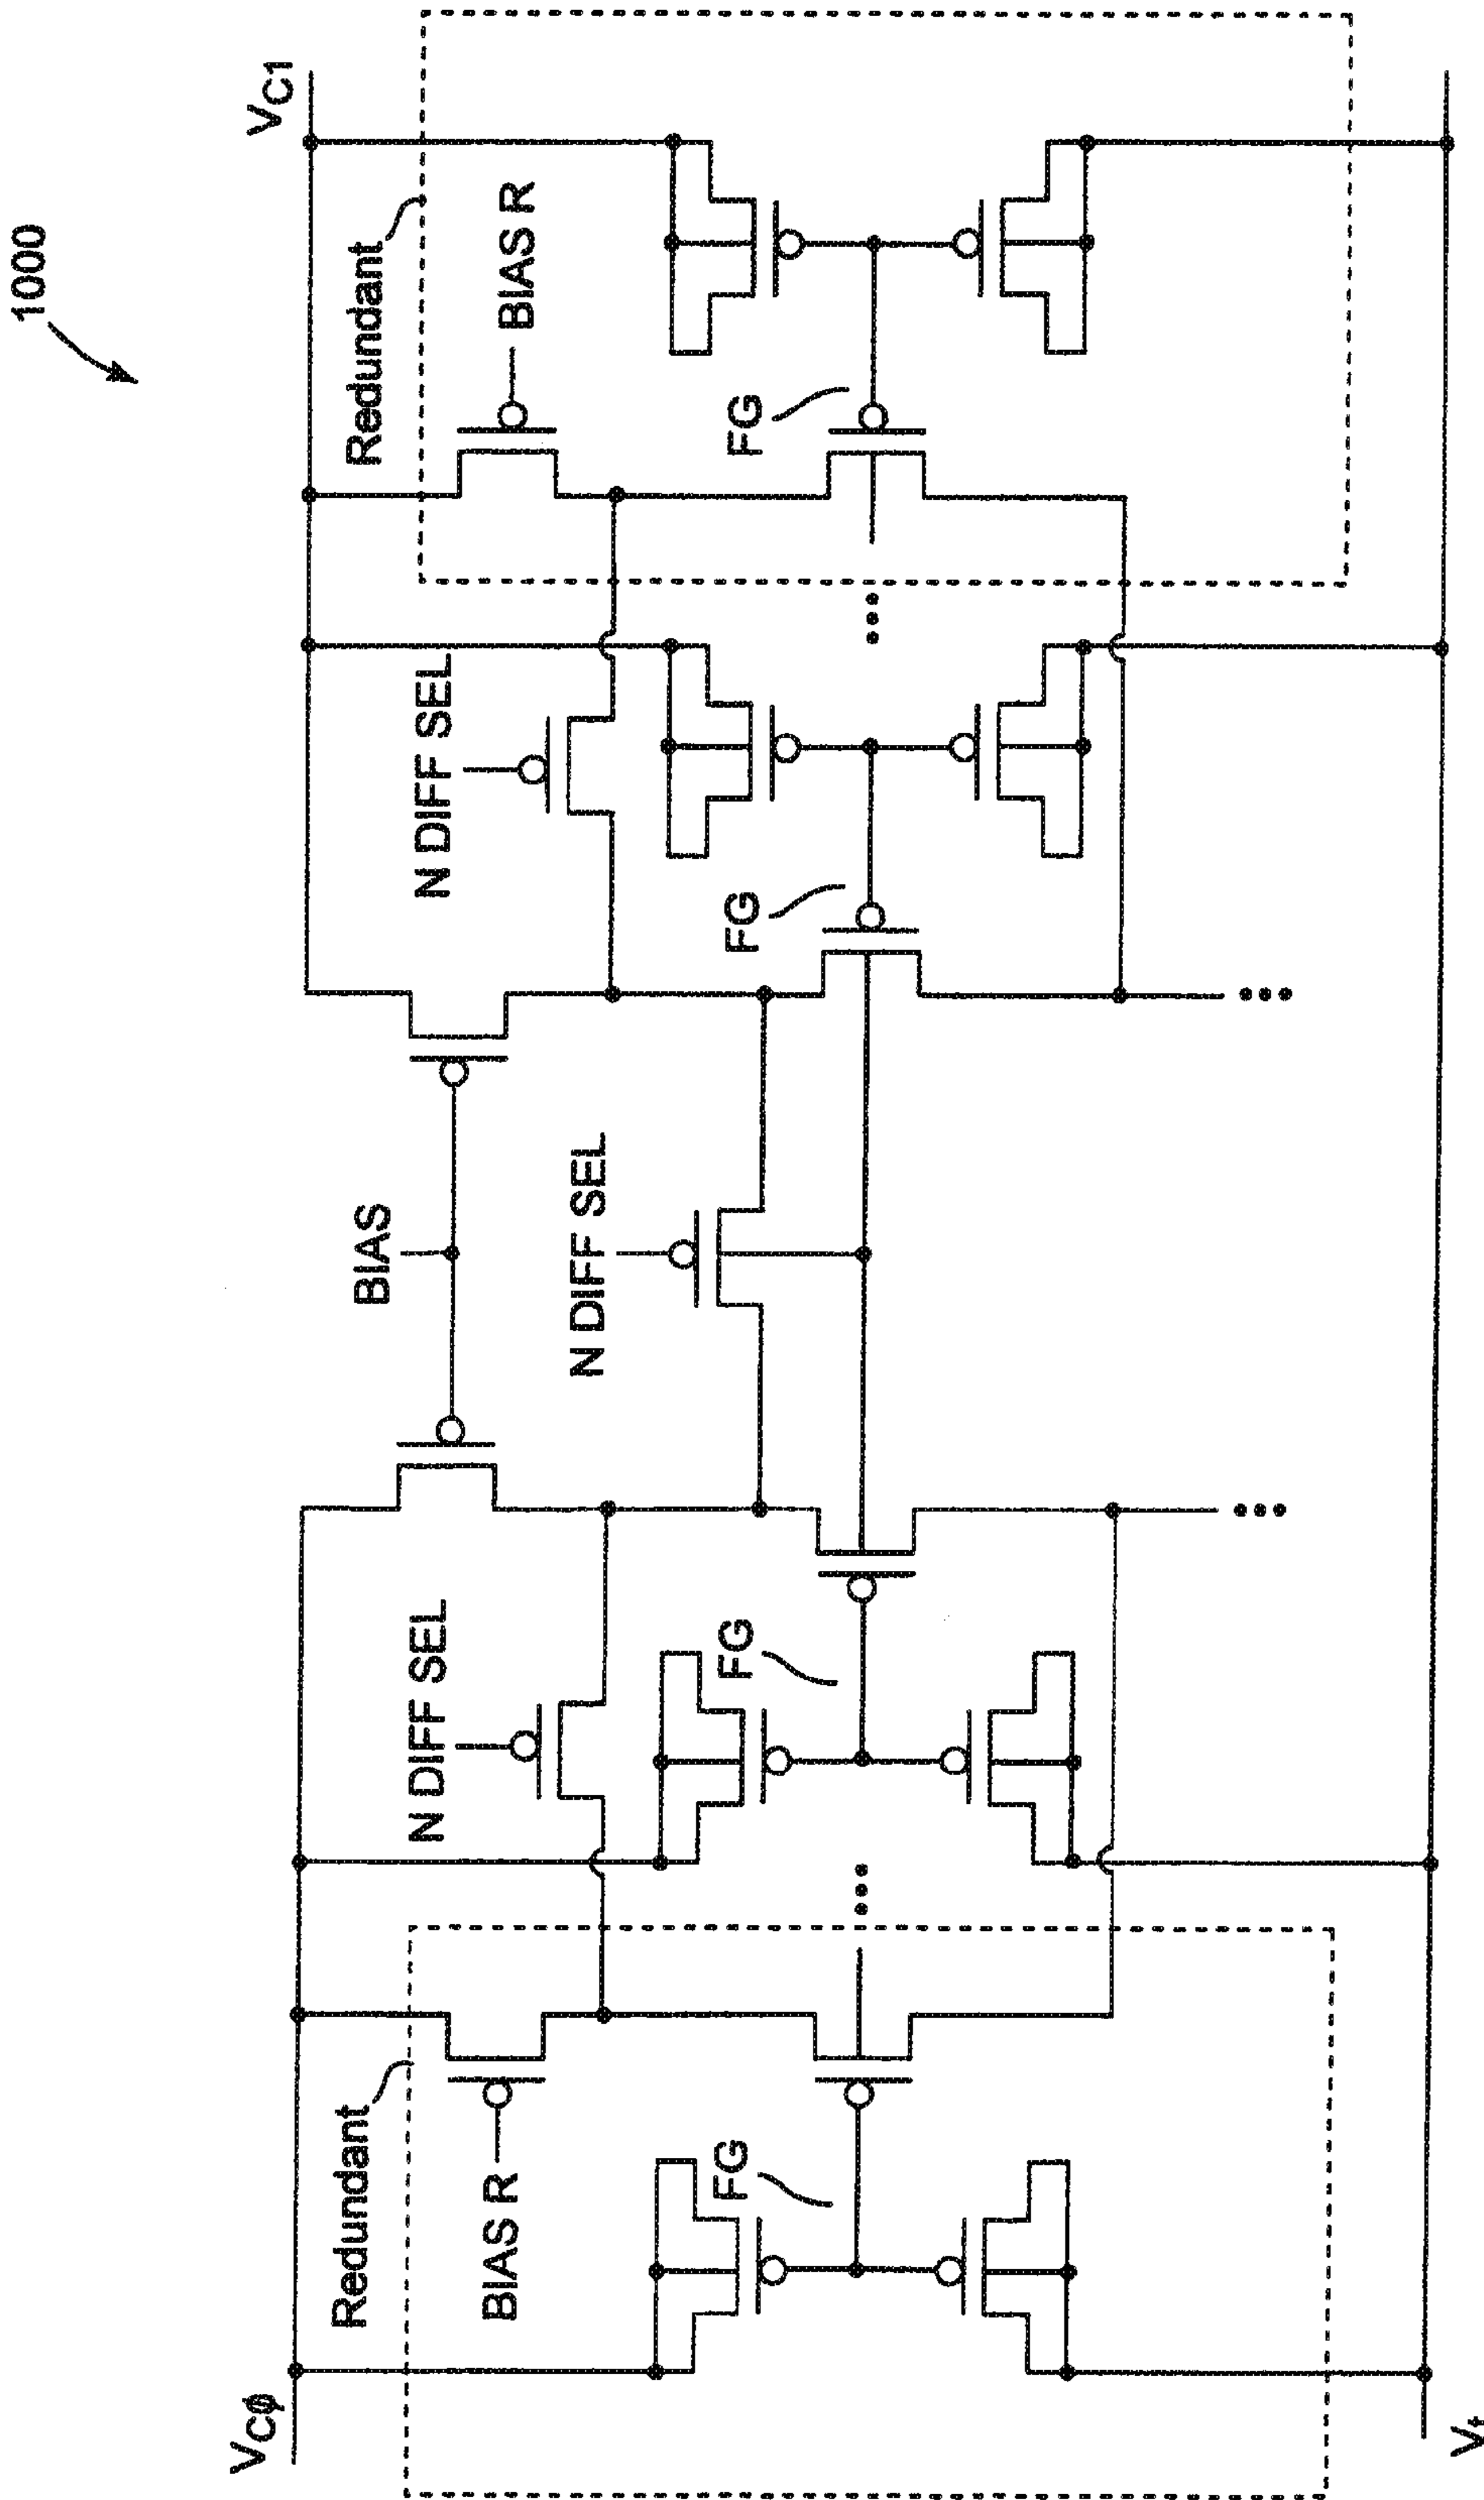 1000
VC1
Redundant
BIAS R
FG
N DIFF SEL
FG
BIAS
N DIFF SEL
N DIFF SEL
FG
Redundant
BIAS R
FG
VCϕ
Vt